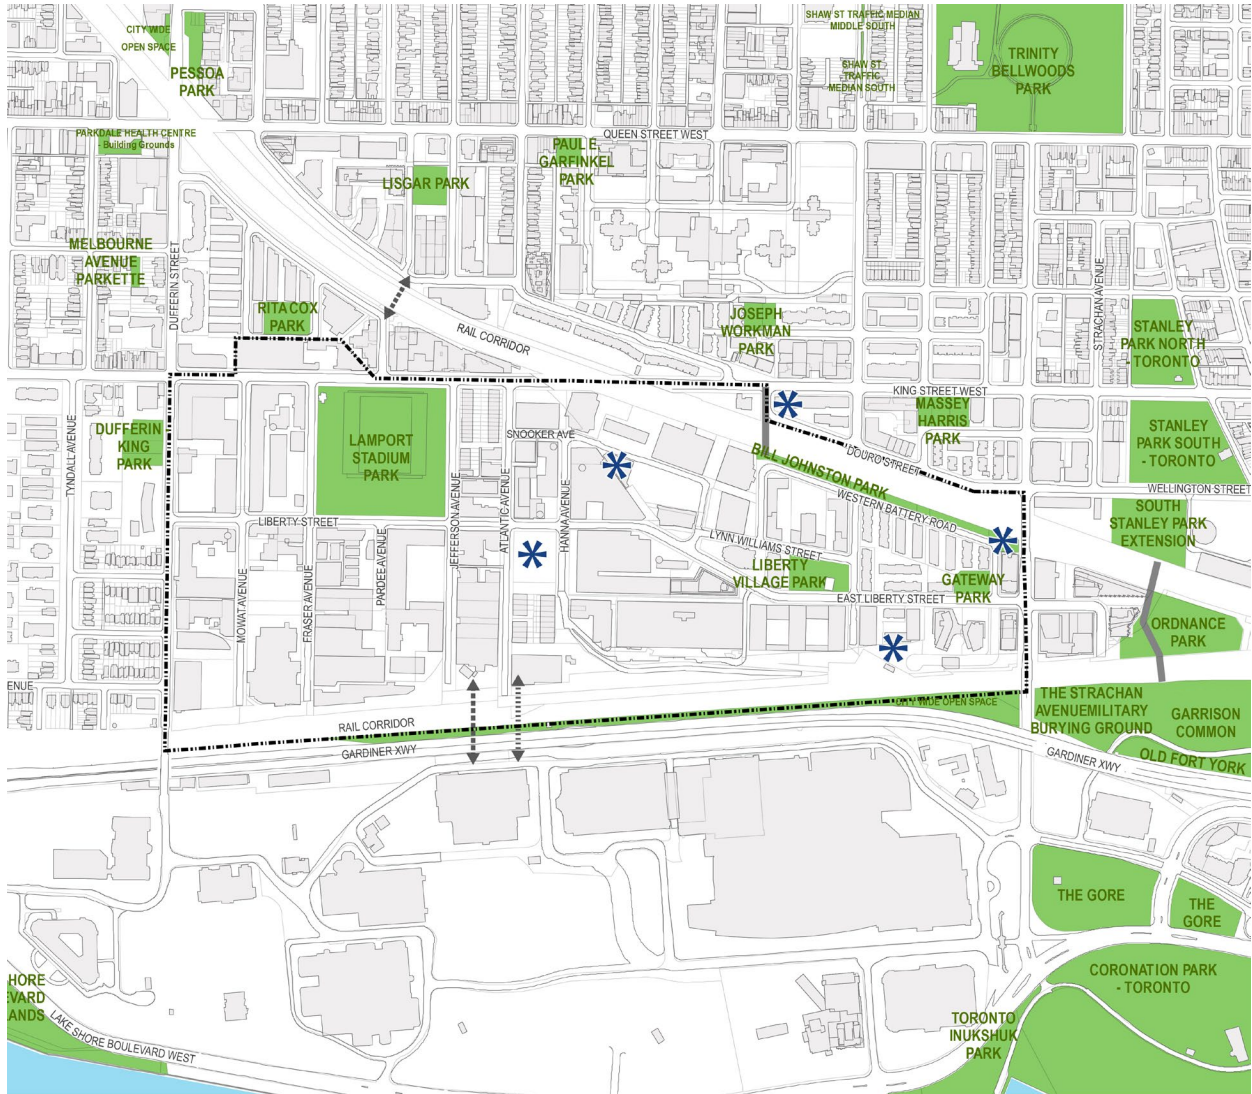 CITY WIDE
OPEN SPACE
PESSOA
PARK
SHAW ST TRAFFIC MEDIAN
MIDDLE SOUTH
SHAW ST
TRAFFIC
MEDIAN SOUTH
TRINITY
BELLWOODS
PARK
PARKDALE HEALTH CENTRE
- Building Grounds
QUEEN STREET WEST
PAUL E.
GARFINKEL
PARK
LISGAR PARK
MELBOURNE
AVENUE
PARKETTE
DUFFERIN STREET
RITA COX
PARK
RAIL CORRIDOR
JOSEPH
WORKMAN
PARK
STRACHAN AVENUE
STANLEY
PARK NORTH
TORONTO
KING STREET WEST
MASSEY
HARRIS
PARK
DUFFERIN
KING
PARK
TYNDALL AVENUE
LAMPORT
STADIUM
PARK
SNOOKER AVE
BILL JOHNSTON PARK
DOURO STREET
STANLEY
PARK SOUTH
- TORONTO
WELLINGTON STREET
WESTERN BATTERY ROAD
SOUTH
STANLEY PARK
EXTENSION
LIBERTY STREET
JEFFERSON AVENUE
ATLANTIC AVENUE
HANNA AVENUE
LYNN WILLIAMS STREET
LIBERTY
VILLAGE PARK
GATEWAY
PARK
EAST LIBERTY STREET
MOWAT AVENUE
FRASER AVENUE
PARDEE AVENUE
ORDNANCE
PARK
ENUE
CITY WIDE OPEN SPACE
THE STRACHAN
AVENUEMILITARY
BURYING GROUND
GARRISON
COMMON
RAIL CORRIDOR
GARDINER XWY
GARDINER XWY
OLD FORT YORK
THE GORE
THE
GORE
HORE
EVARD
ANDS
LAKE SHORE BOULEVARD WEST
CORONATION PARK
- TORONTO
TORONTO
INUKSHUK
PARK